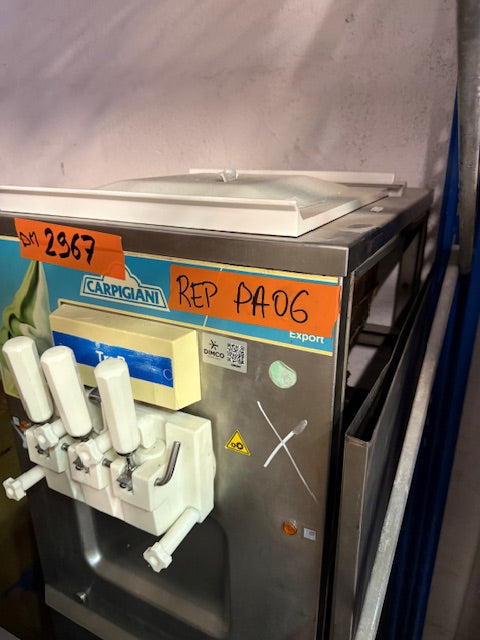 DM 2967
CARPIGIANI
REP PA06
Export
DIMCO